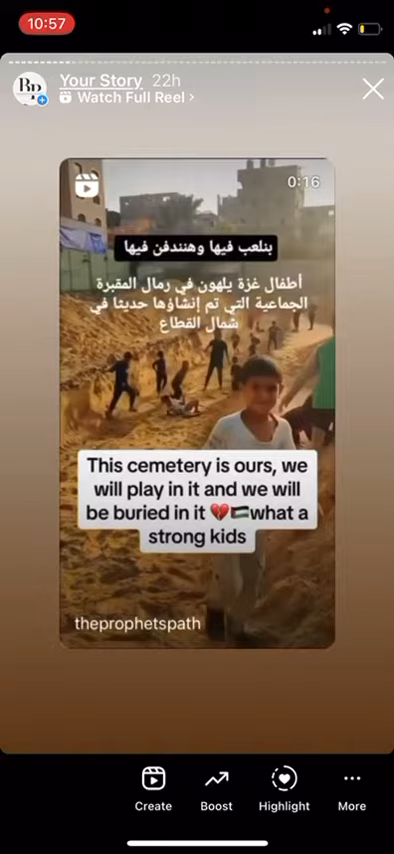 10:57
Bp
Your Story 22h
Watch Full Reel >
0:16
بنلعب فيها وهنندفن فيها
أطفال غزة يلهون في رمال المقبرة
الجماعية التي تم إنشاؤها حديثا في
شمال القطاع
This cemetery is ours, we
will play in it and we will
be buried in it 💔🇵🇸what a
strong kids
theprophetspath
Create Boost Highlight More